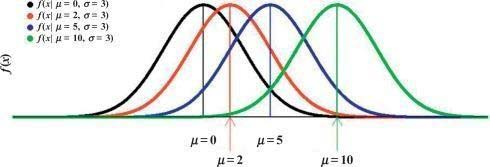 f(x| μ = 0, σ = 3)
f(x| μ = 2, σ = 3)
f(x| μ = 5, σ = 3)
f(x| μ = 10, σ = 3)
f(x)
μ = 0
μ = 5
μ = 2
μ = 10